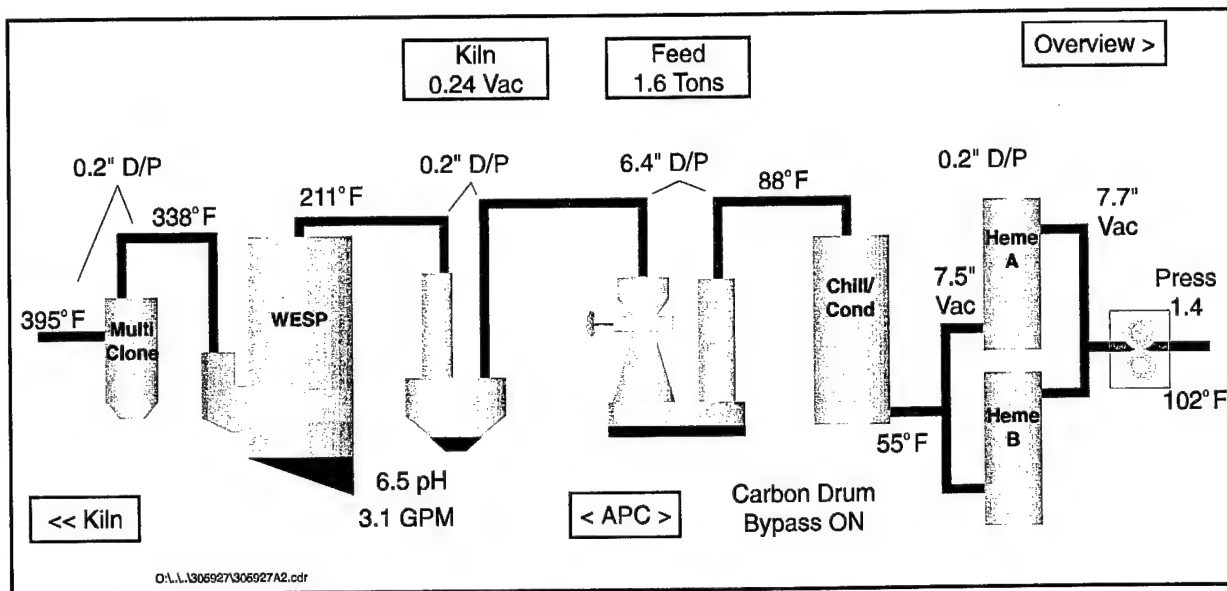 Kiln
0.24 Vac
Feed
1.6 Tons
Overview >
0.2" D/P
0.2" D/P
6.4" D/P
0.2" D/P
338°F
211°F
88°F
7.7"
Vac
Heme
A
395°F
Multi
Clone
WESP
Chill/
Cond
7.5"
Vac
Press
1.4
102°F
Heme
B
55°F
6.5 pH
3.1 GPM
<< Kiln
< APC >
Carbon Drum
Bypass ON
O:\..\..\306927\306927A2.cdr